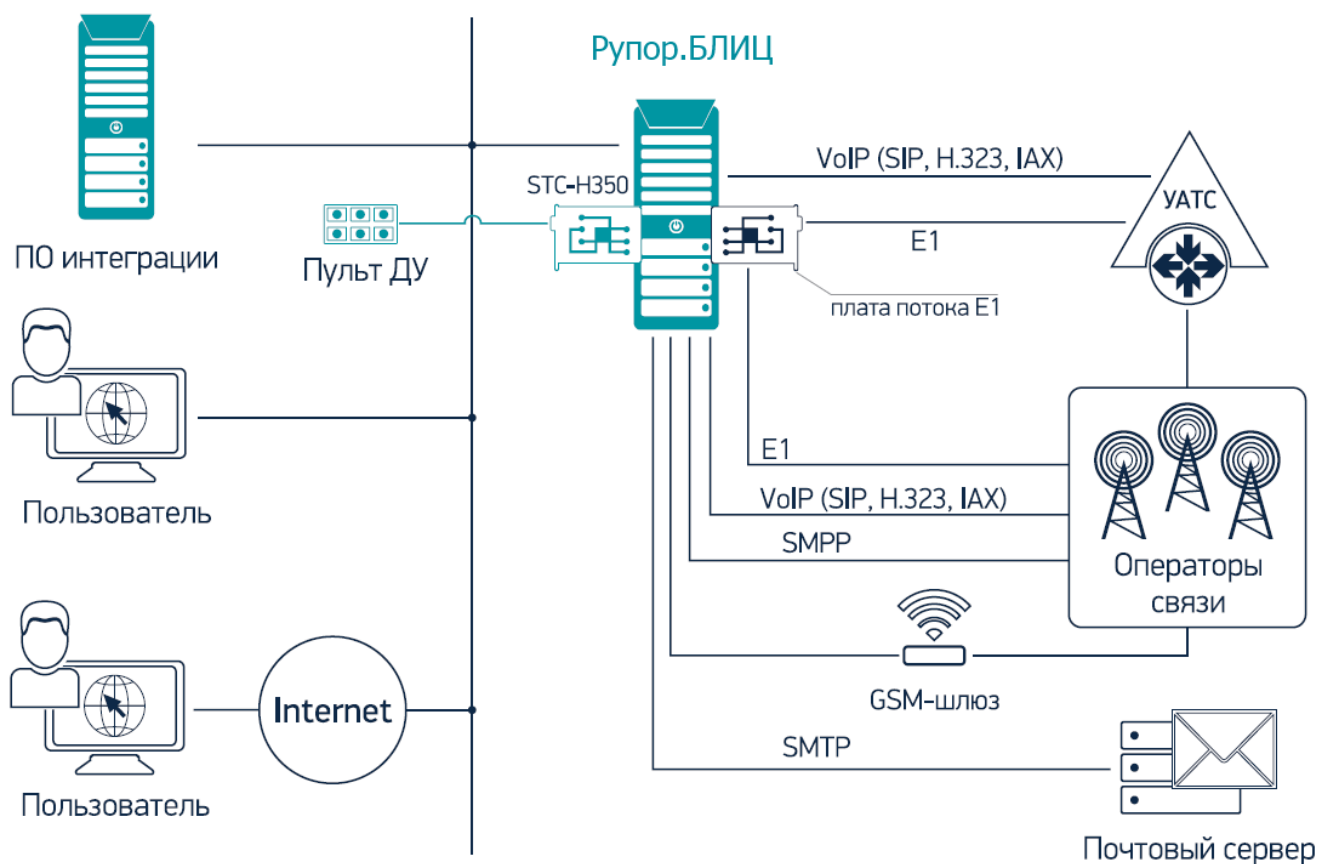 Рупор.БЛИЦ
VoIP (SIP, H.323, IAX)
STC-H350
УАТС
E1
ПО интеграции
Пульт ДУ
плата потока E1
E1
VoIP (SIP, H.323, IAX)
Пользователь
SMPP
Операторы
связи
Internet
GSM-шлюз
SMTP
Пользователь
Почтовый сервер